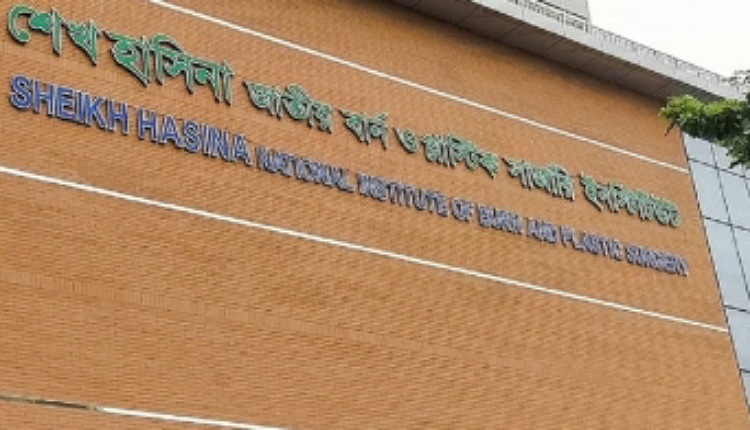 শেখ হাসিনা জাতীয় বার্ন ও প্লাস্টিক সার্জারি ইনস্টিটিউট
SHEIKH HASINA NATIONAL INSTITUTE OF BURN AND PLASTIC SURGERY